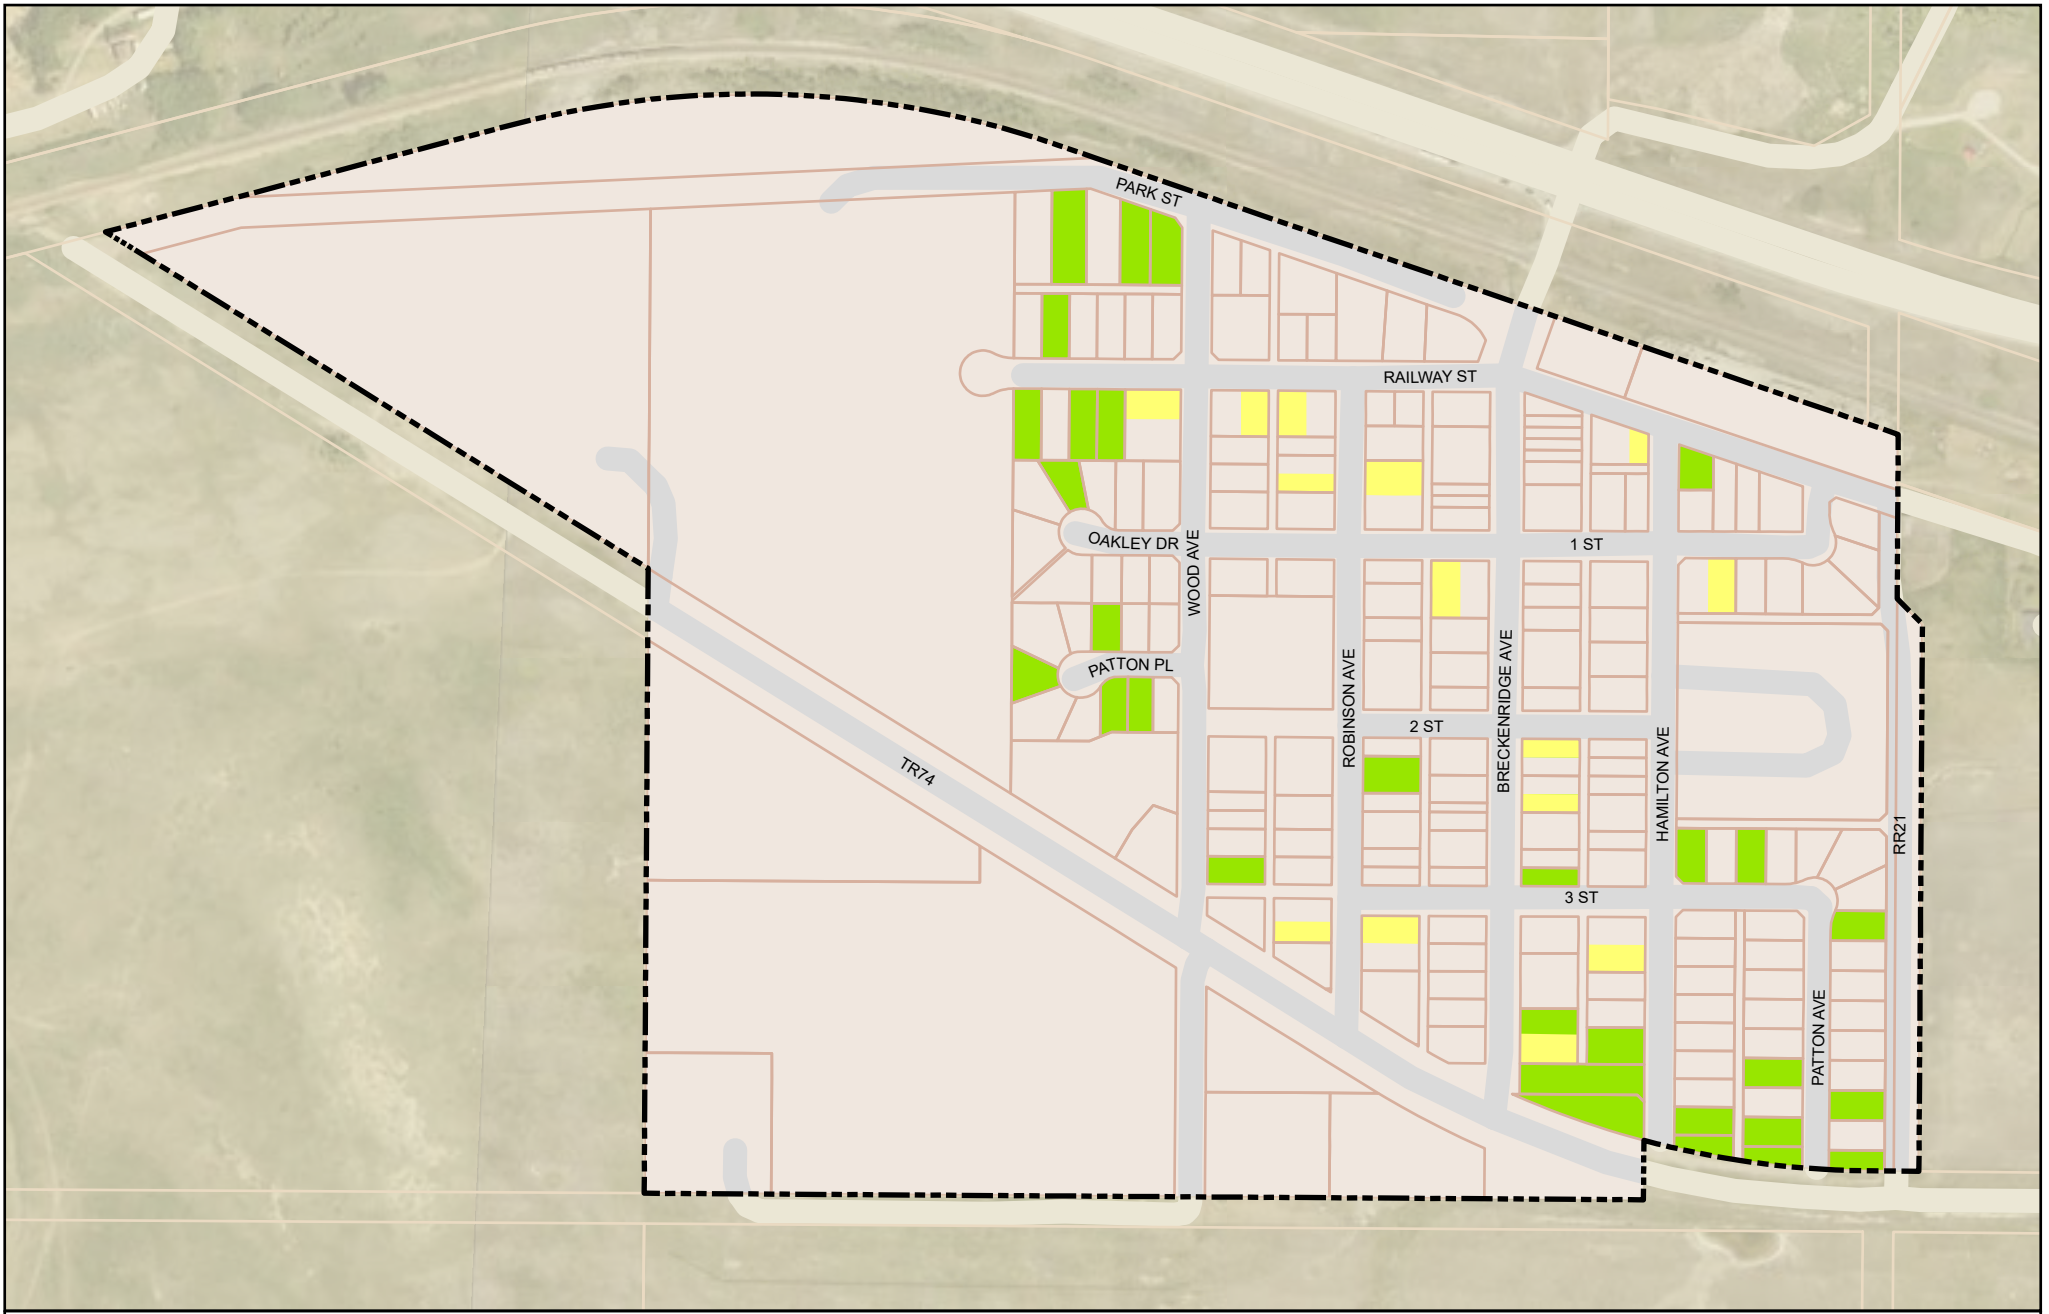 PARK ST
RAILWAY ST
OAKLEY DR
WOOD AVE
1 ST
PATTON PL
ROBINSON AVE
BRECKENRIDGE AVE
2 ST
HAMILTON AVE
TR74
RR21
3 ST
PATTON AVE